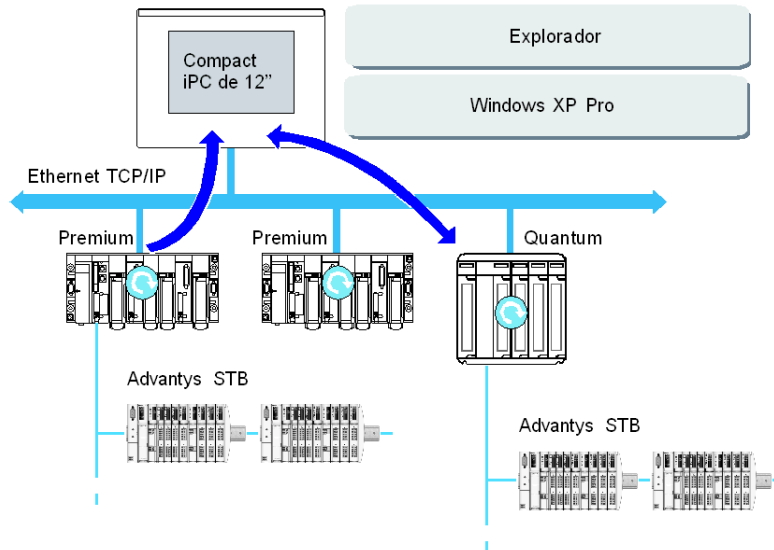 Explorador
Compact
iPC de 12”
Windows XP Pro
Ethernet TCP/IP
Premium
Premium
Quantum
Advantys STB
Advantys STB